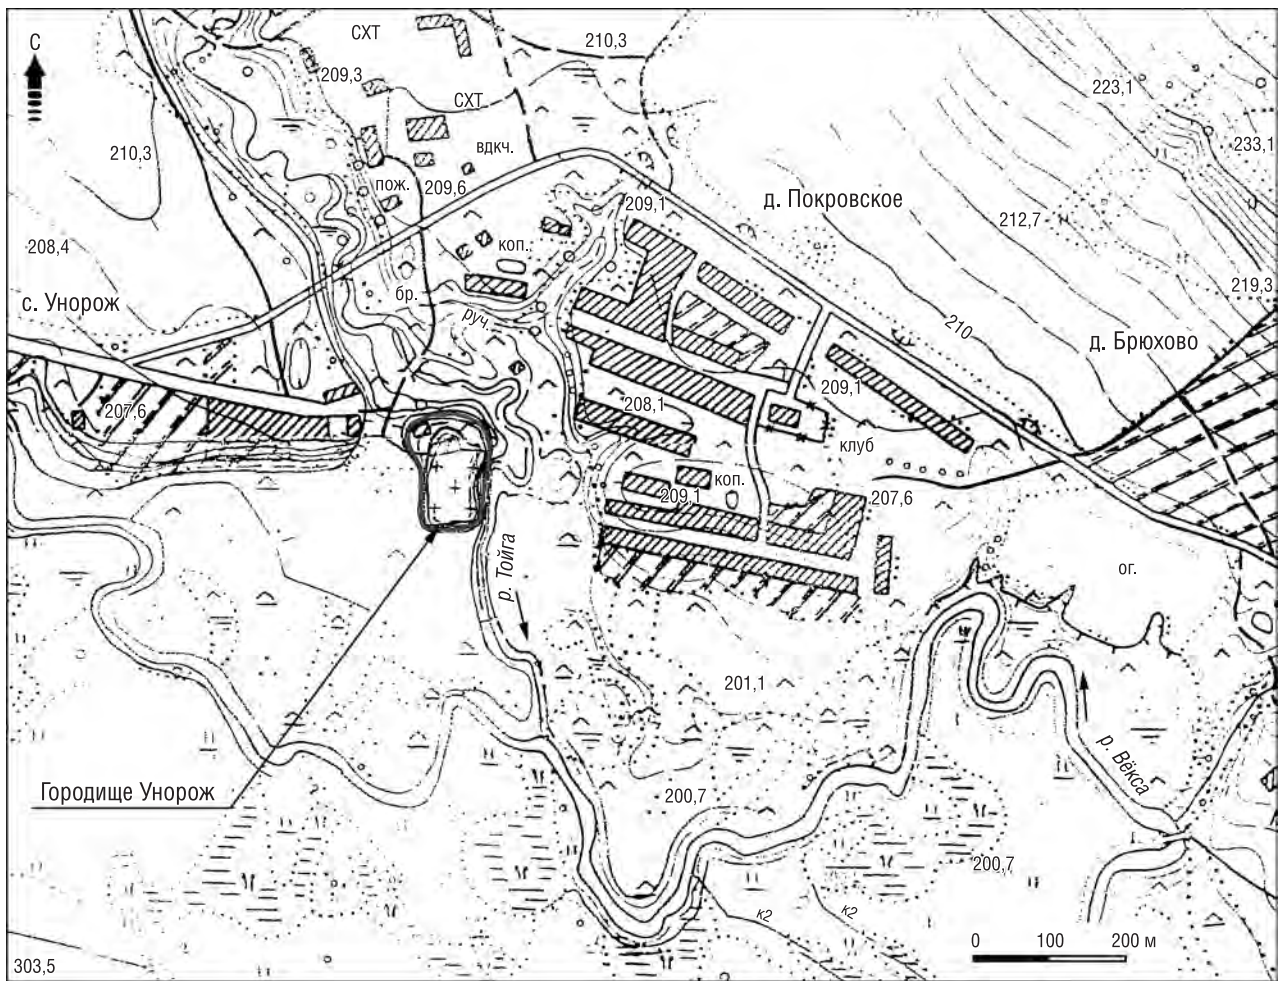 С
СХТ
210,3
209,3
СХТ
223,1
210,3
вдкч.
233,1
пож.
209,6
209,1
д. Покровское
212,7
208,4
коп.
219,3
с. Унорож
бр.
руч.
210
д. Брюхово
209,1
207,6
208,1
клуб
коп.
209,1
207,6
р. Тойга
ог.
201,1
р. Вёкса
Городище Унорож
200,7
200,7
к2
к2
0 100 200 м
303,5